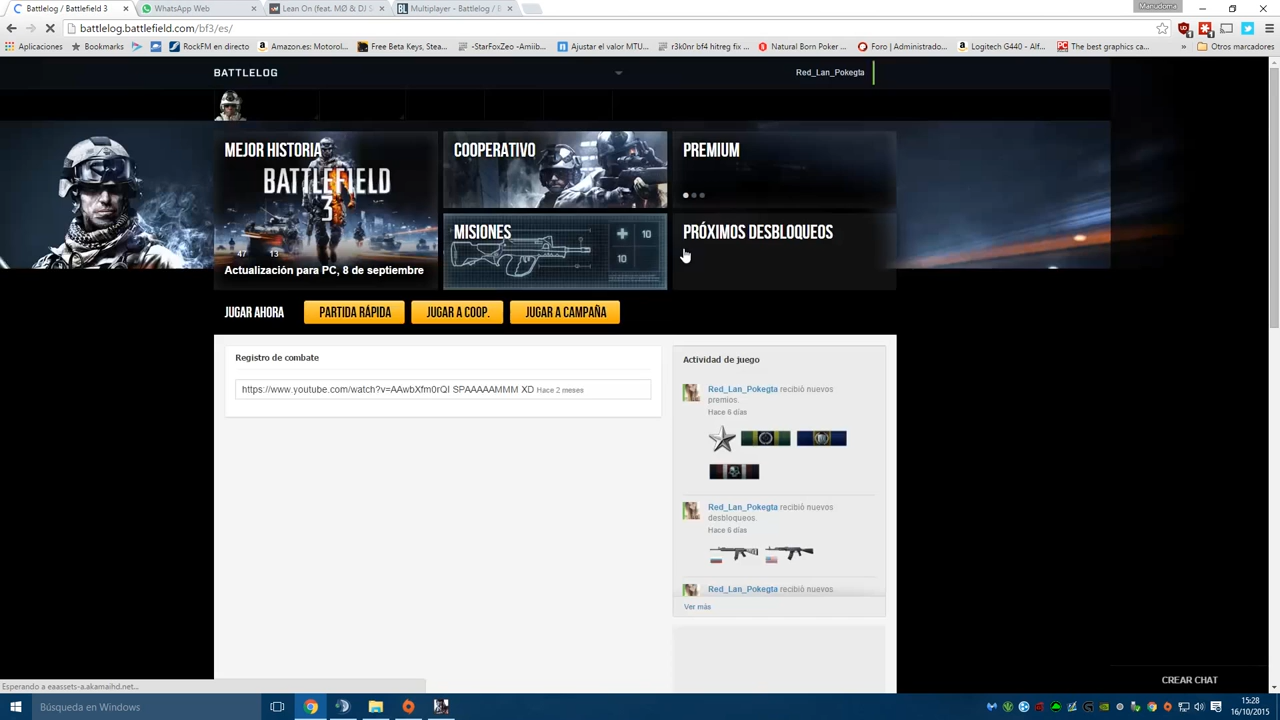 Battlelog / Battlefield 3
WhatsApp Web
Lean On (feat. MØ & DJ S
Multiplayer - Battlelog / B
Manudoma
battlelog.battlefield.com/bf3/es/
Aplicaciones
Bookmarks
RockFM en directo
Amazon.es: Motorol...
Free Beta Keys, Stea...
-StarFoxZeo -Amiib...
Ajustar el valor MTU...
r3k0nr bf4 hitreg fix ...
Natural Born Poker ...
Foro | Administrado...
Logitech G440 - Alf...
The best graphics ca...
»
Otros marcadores
BATTLELOG
Red_Lan_Pokegta
MEJOR HISTORIA
BATTLEFIELD
3
47 13
Actualización para PC, 8 de septiembre
COOPERATIVO
PREMIUM
MISIONES
10
10
PRÓXIMOS DESBLOQUEOS
JUGAR AHORA
PARTIDA RÁPIDA
JUGAR A COOP.
JUGAR A CAMPAÑA
Registro de combate
https://www.youtube.com/watch?v=AAwbXfm0rQI SPAAAAAMMM XD Hace 2 meses
Actividad de juego
Red_Lan_Pokegta recibió nuevos
premios.
Hace 6 días
Red_Lan_Pokegta recibió nuevos
desbloqueos.
Hace 6 días
Red_Lan_Pokegta recibió nuevos
Ver más
CREAR CHAT
Esperando a eaassets-a.akamaihd.net...
Búsqueda en Windows
15:28
16/10/2015